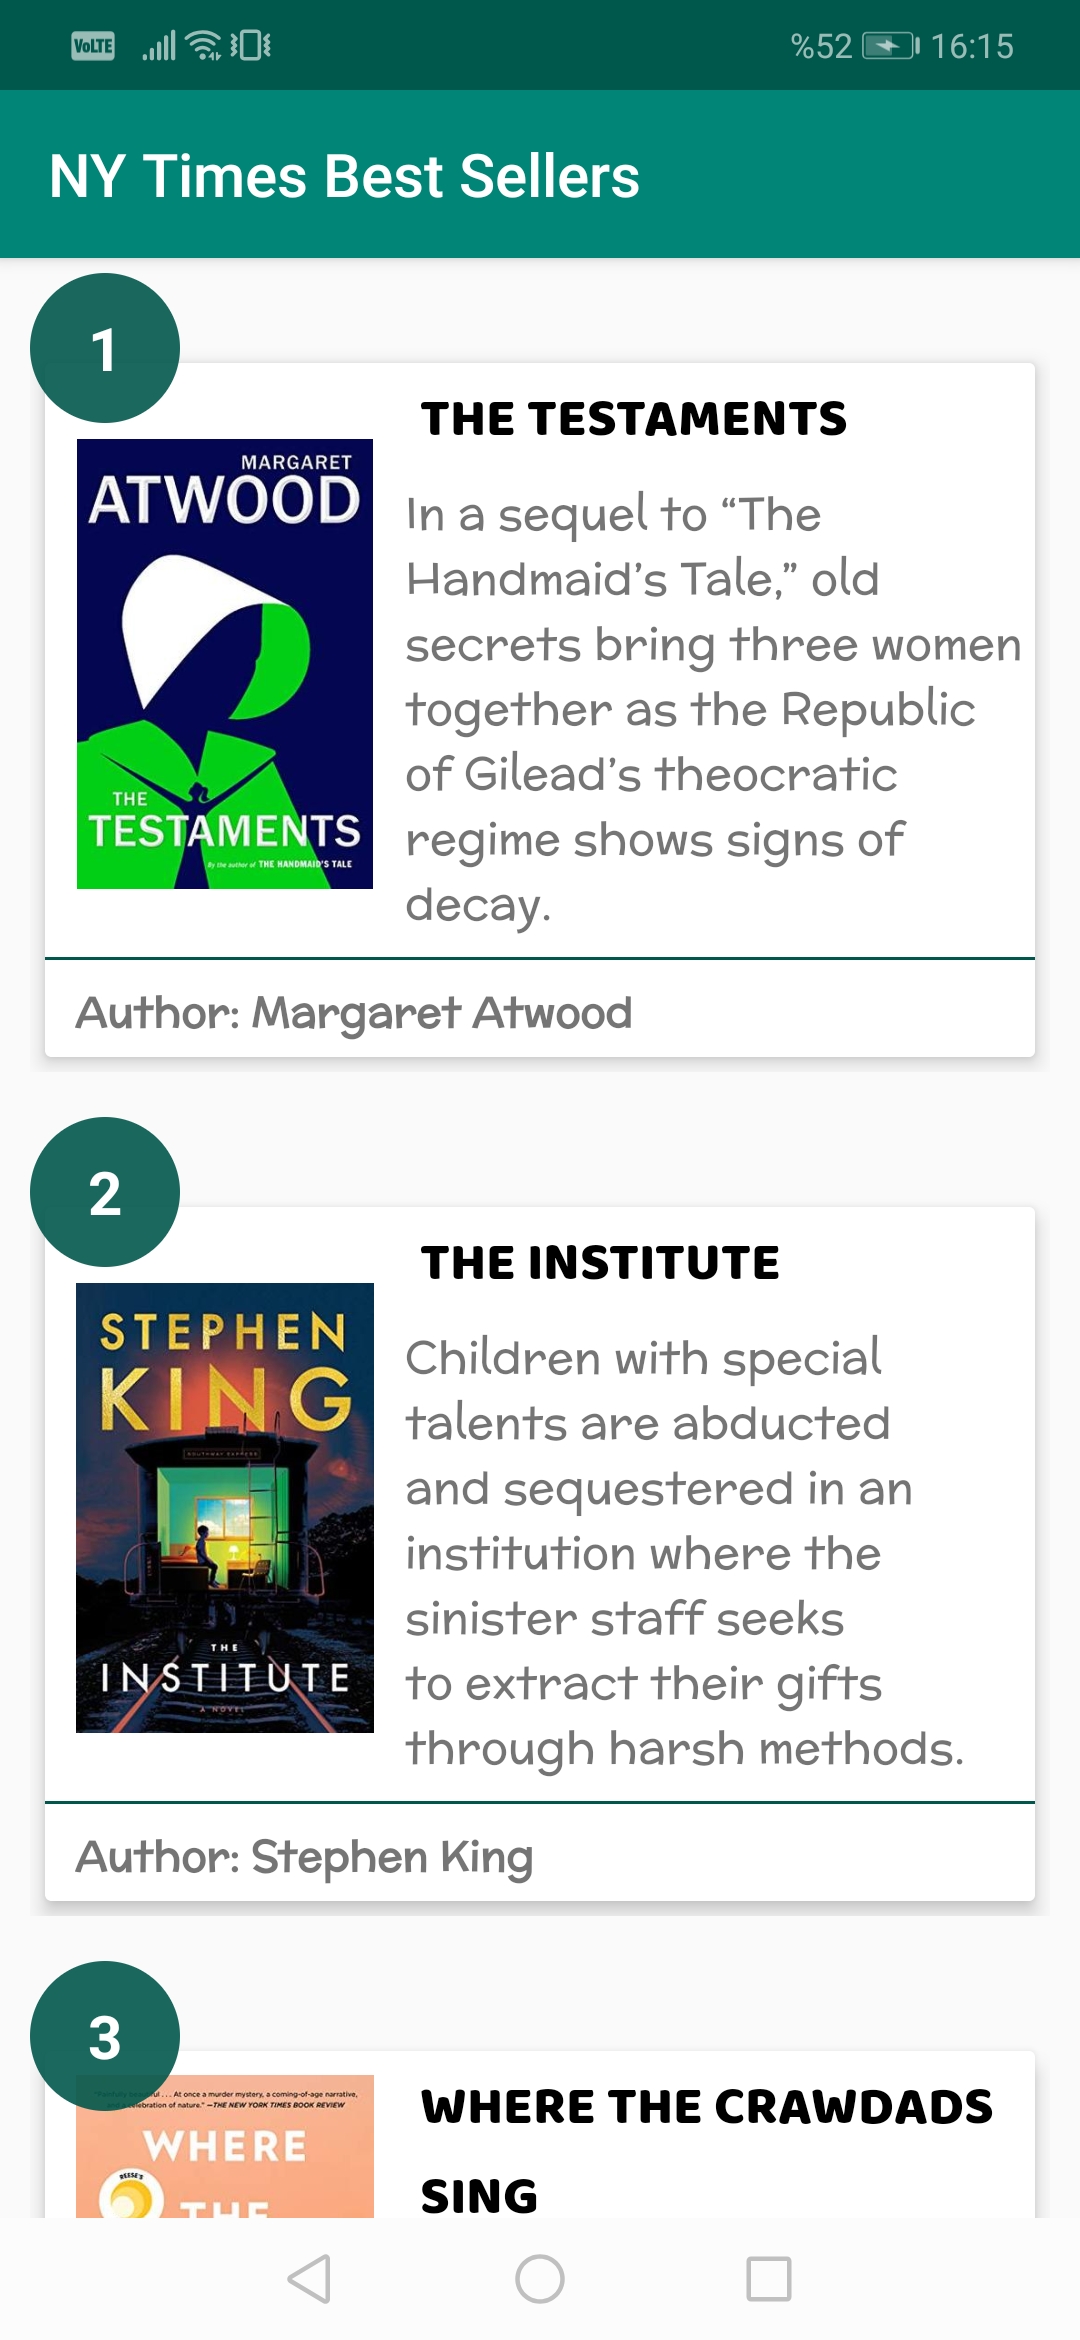 VoLTE %52 16:15
NY Times Best Sellers
1
THE TESTAMENTS
MARGARET
ATWOOD
THE
TESTAMENTS
By the author of THE HANDMAID'S TALE
In a sequel to “The
Handmaid’s Tale,” old
secrets bring three women
together as the Republic
of Gilead’s theocratic
regime shows signs of
decay.
Author: Margaret Atwood
2
THE INSTITUTE
STEPHEN
KING
SOUTHWAY EXPRESS
THE
INSTITUTE
A NOVEL
Children with special
talents are abducted
and sequestered in an
institution where the
sinister staff seeks
to extract their gifts
through harsh methods.
Author: Stephen King
3
WHERE THE CRAWDADS
SING
. . . At once a murder mystery, a coming-of-age narrative,
celebration of nature." —THE NEW YORK TIMES BOOK REVIEW
WHERE
REESE'S
THE